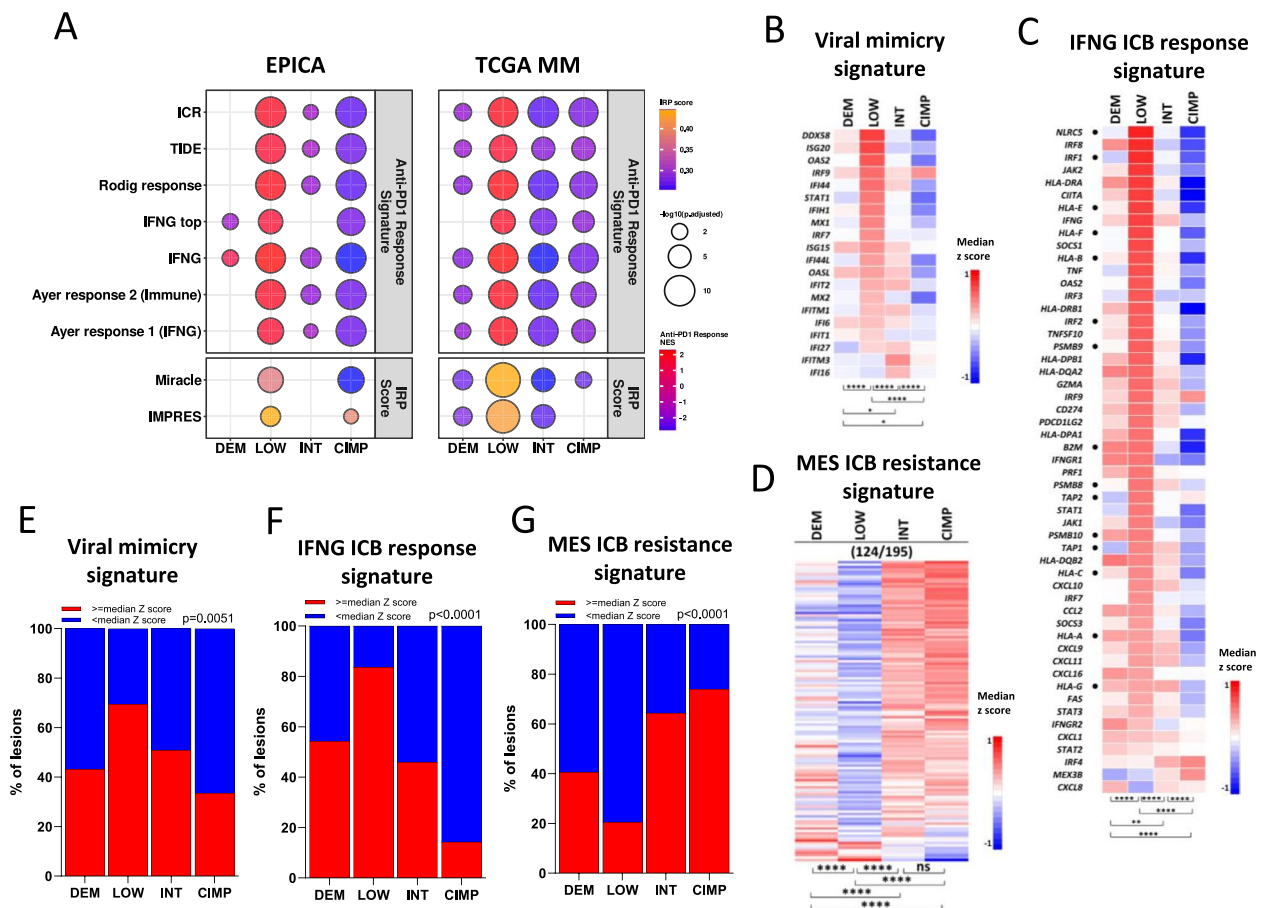 A
EPICA
TCGA MM
ICR
TIDE
Rodig response
IFNG top
IFNG
Ayer response 2 (Immune)
Ayer response 1 (IFNG)
Miracle
IMPRES
Anti-PD1 Response
Signature
IRP
Score
Anti-PD1 Response
Signature
IRP
Score
DEM LOW INT CIMP
DEM LOW INT CIMP
IRP score
0,45
0,40
0,35
0,30
-log10(p.adjusted)
2
5
10
Anti-PD1 Response
NES
2
1
0
-1
-2
B
Viral mimicry
signature
DEM
LOW
INT
CIMP
DDX58
ISG20
OAS2
IRF9
IFI44
STAT1
IFIH1
MX1
IRF7
ISG15
IFI44L
OASL
IFIT2
MX2
IFITM1
IFI6
IFIT1
IFI27
IFITM3
IFI16
**** **** ****
****
*
*
Median
z score
1
-1
C
IFNG ICB response
signature
DEM
LOW
INT
CIMP
NLRC5
IRF8
IRF1
JAK2
HLA-DRA
CIITA
HLA-E
IFNG
HLA-F
SOCS1
HLA-B
TNF
OAS2
IRF3
HLA-DRB1
IRF2
TNFSF10
PSMB9
HLA-DPB1
HLA-DQA2
GZMA
IRF9
CD274
PDCD1LG2
HLA-DPA1
B2M
IFNGR1
PRF1
PSMB8
TAP2
STAT1
JAK1
PSMB10
TAP1
HLA-DQB2
HLA-C
CXCL10
IRF7
CCL2
SOCS3
HLA-A
CXCL9
CXCL11
CXCL16
HLA-G
FAS
STAT3
IFNGR2
CXCL1
STAT2
IRF4
MEX3B
CXCL8
**** **** ****
****
**
****
Median
z score
1
-1
D
MES ICB resistance
signature
DEM
LOW
INT
CIMP
(124/195)
**** **** ns
****
****
****
Median
z score
1
-1
E
Viral mimicry
signature
>=median Z score
<median Z score
p=0.0051
% of lesions
100
80
60
40
20
0
DEM LOW INT CIMP
F
IFNG ICB response
signature
>=median Z score
<median Z score
p<0.0001
% of lesions
100
80
60
40
20
0
DEM LOW INT CIMP
G
MES ICB resistance
signature
>=median Z score
<median Z score
p<0.0001
% of lesions
100
80
60
40
20
0
DEM LOW INT CIMP